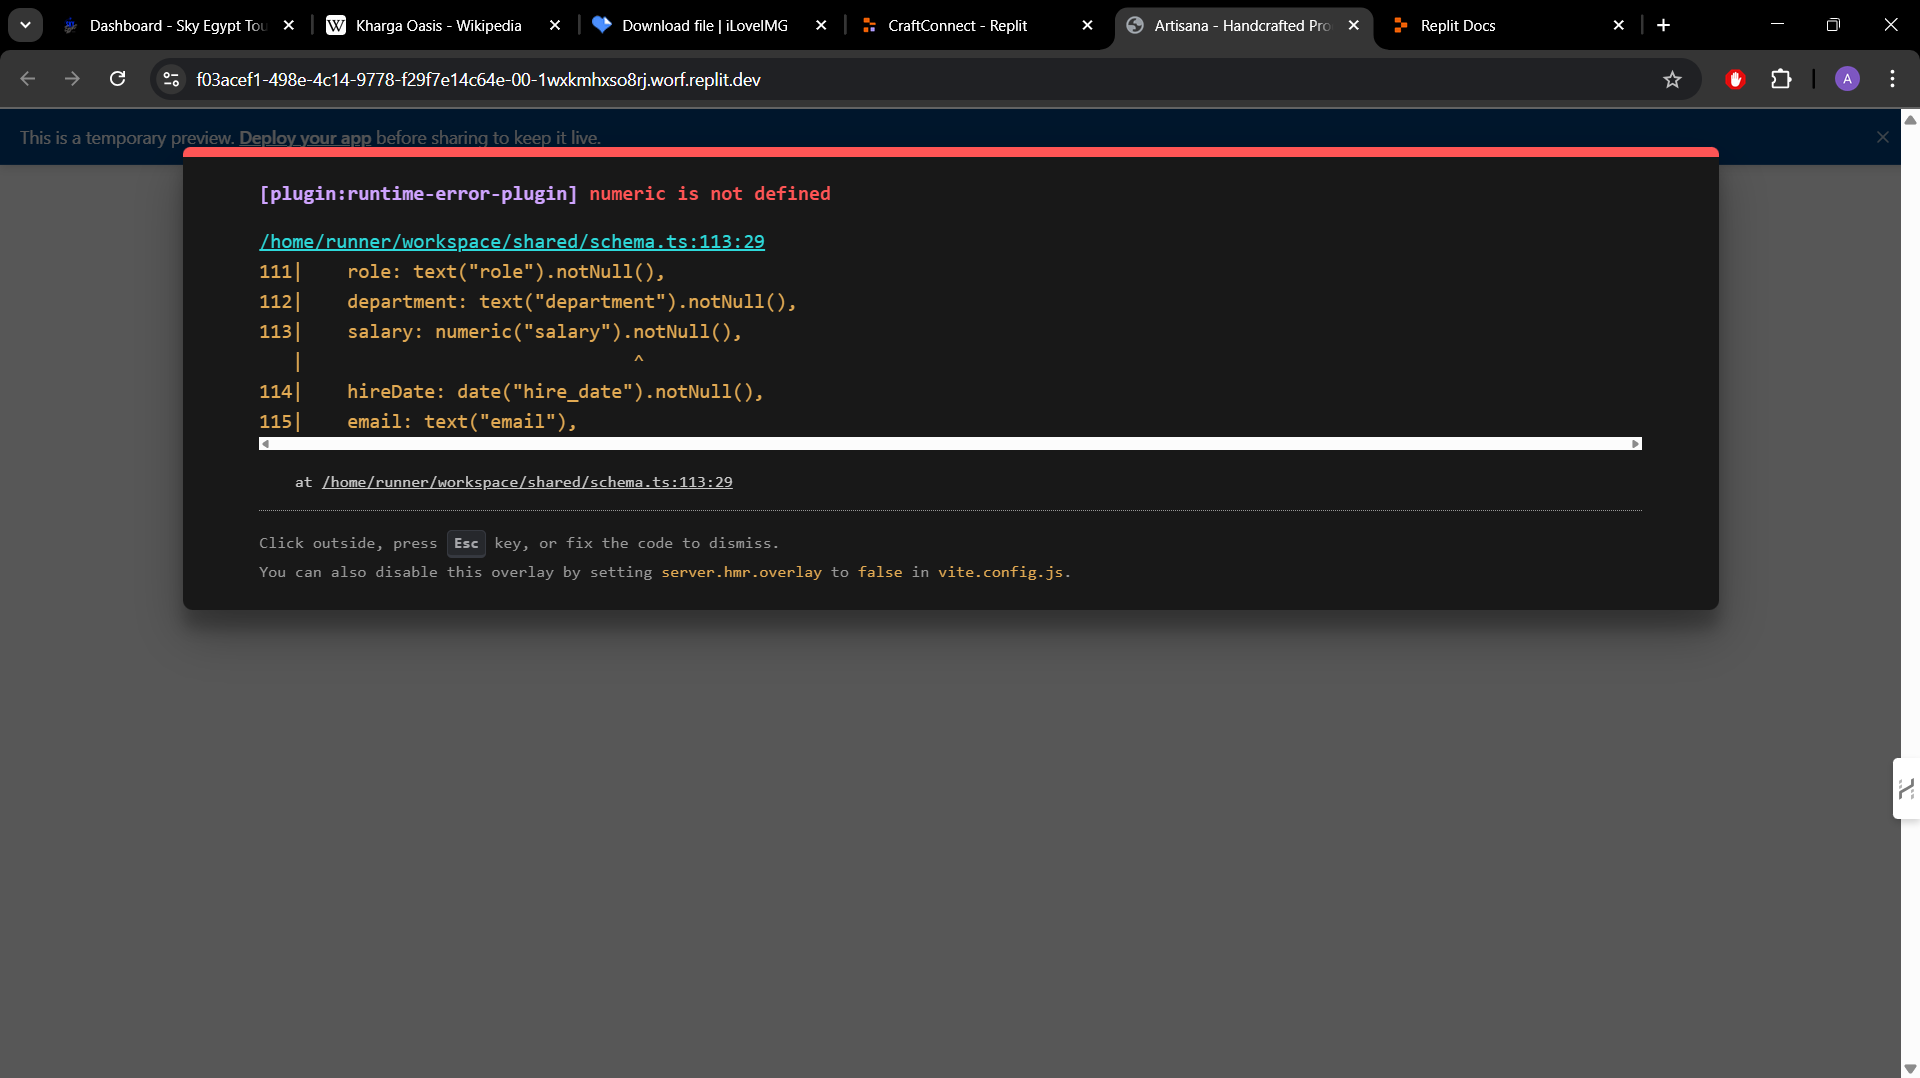 Dashboard - Sky Egypt Tou
Kharga Oasis - Wikipedia
Download file | iLoveIMG
CraftConnect - Replit
Artisana - Handcrafted Pro
Replit Docs
f03acef1-498e-4c14-9778-f29f7e14c64e-00-1wxkmhxso8rj.worf.replit.dev
A
This is a temporary preview. Deploy your app before sharing to keep it live.
[plugin:runtime-error-plugin] numeric is not defined
/home/runner/workspace/shared/schema.ts:113:29
111|    role: text("role").notNull(),
112|    department: text("department").notNull(),
113|    salary: numeric("salary").notNull(),
   |                              ^
114|    hireDate: date("hire_date").notNull(),
115|    email: text("email"),
at /home/runner/workspace/shared/schema.ts:113:29
Click outside, press Esc key, or fix the code to dismiss.
You can also disable this overlay by setting server.hmr.overlay to false in vite.config.js.